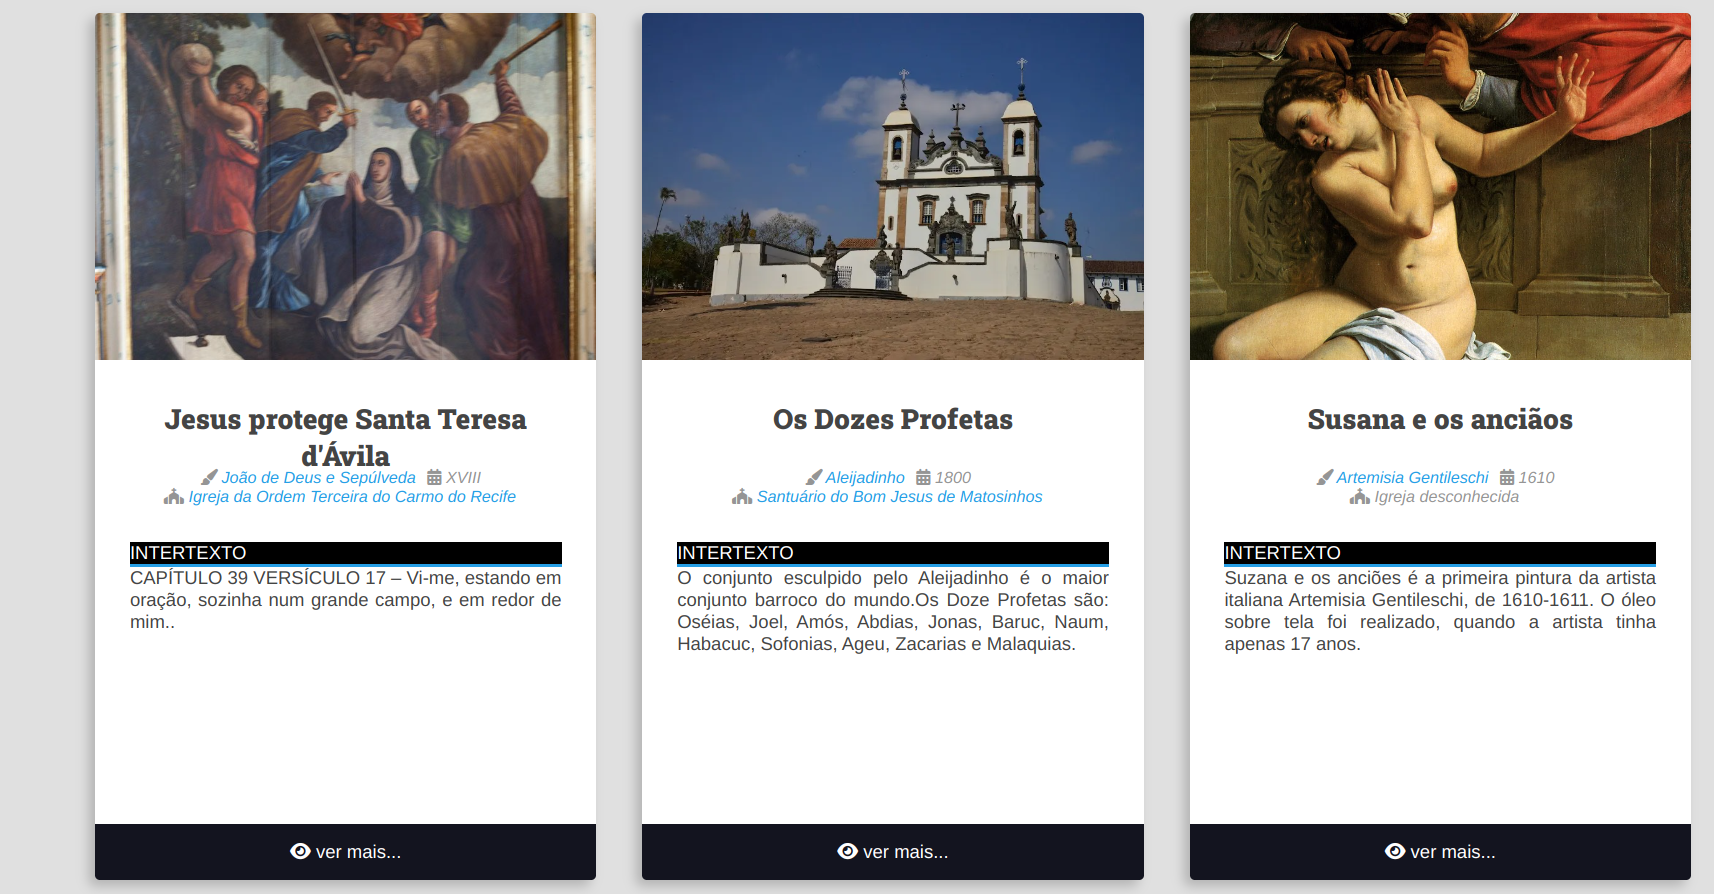 Jesus protege Santa Teresa
d'Ávila
João de Deus e Sepúlveda XVIII
Igreja da Ordem Terceira do Carmo do Recife
INTERTEXTO
CAPÍTULO 39 VERSÍCULO 17 – Vi-me, estando em
oração, sozinha num grande campo, e em redor de
mim..
ver mais...
Os Dozes Profetas
Aleijadinho 1800
Santuário do Bom Jesus de Matosinhos
INTERTEXTO
O conjunto esculpido pelo Aleijadinho é o maior
conjunto barroco do mundo.Os Doze Profetas são:
Oséias, Joel, Amós, Abdias, Jonas, Baruc, Naum,
Habacuc, Sofonias, Ageu, Zacarias e Malaquias.
ver mais...
Susana e os anciãos
Artemisia Gentileschi 1610
Igreja desconhecida
INTERTEXTO
Suzana e os anciões é a primeira pintura da artista
italiana Artemisia Gentileschi, de 1610-1611. O óleo
sobre tela foi realizado, quando a artista tinha
apenas 17 anos.
ver mais...